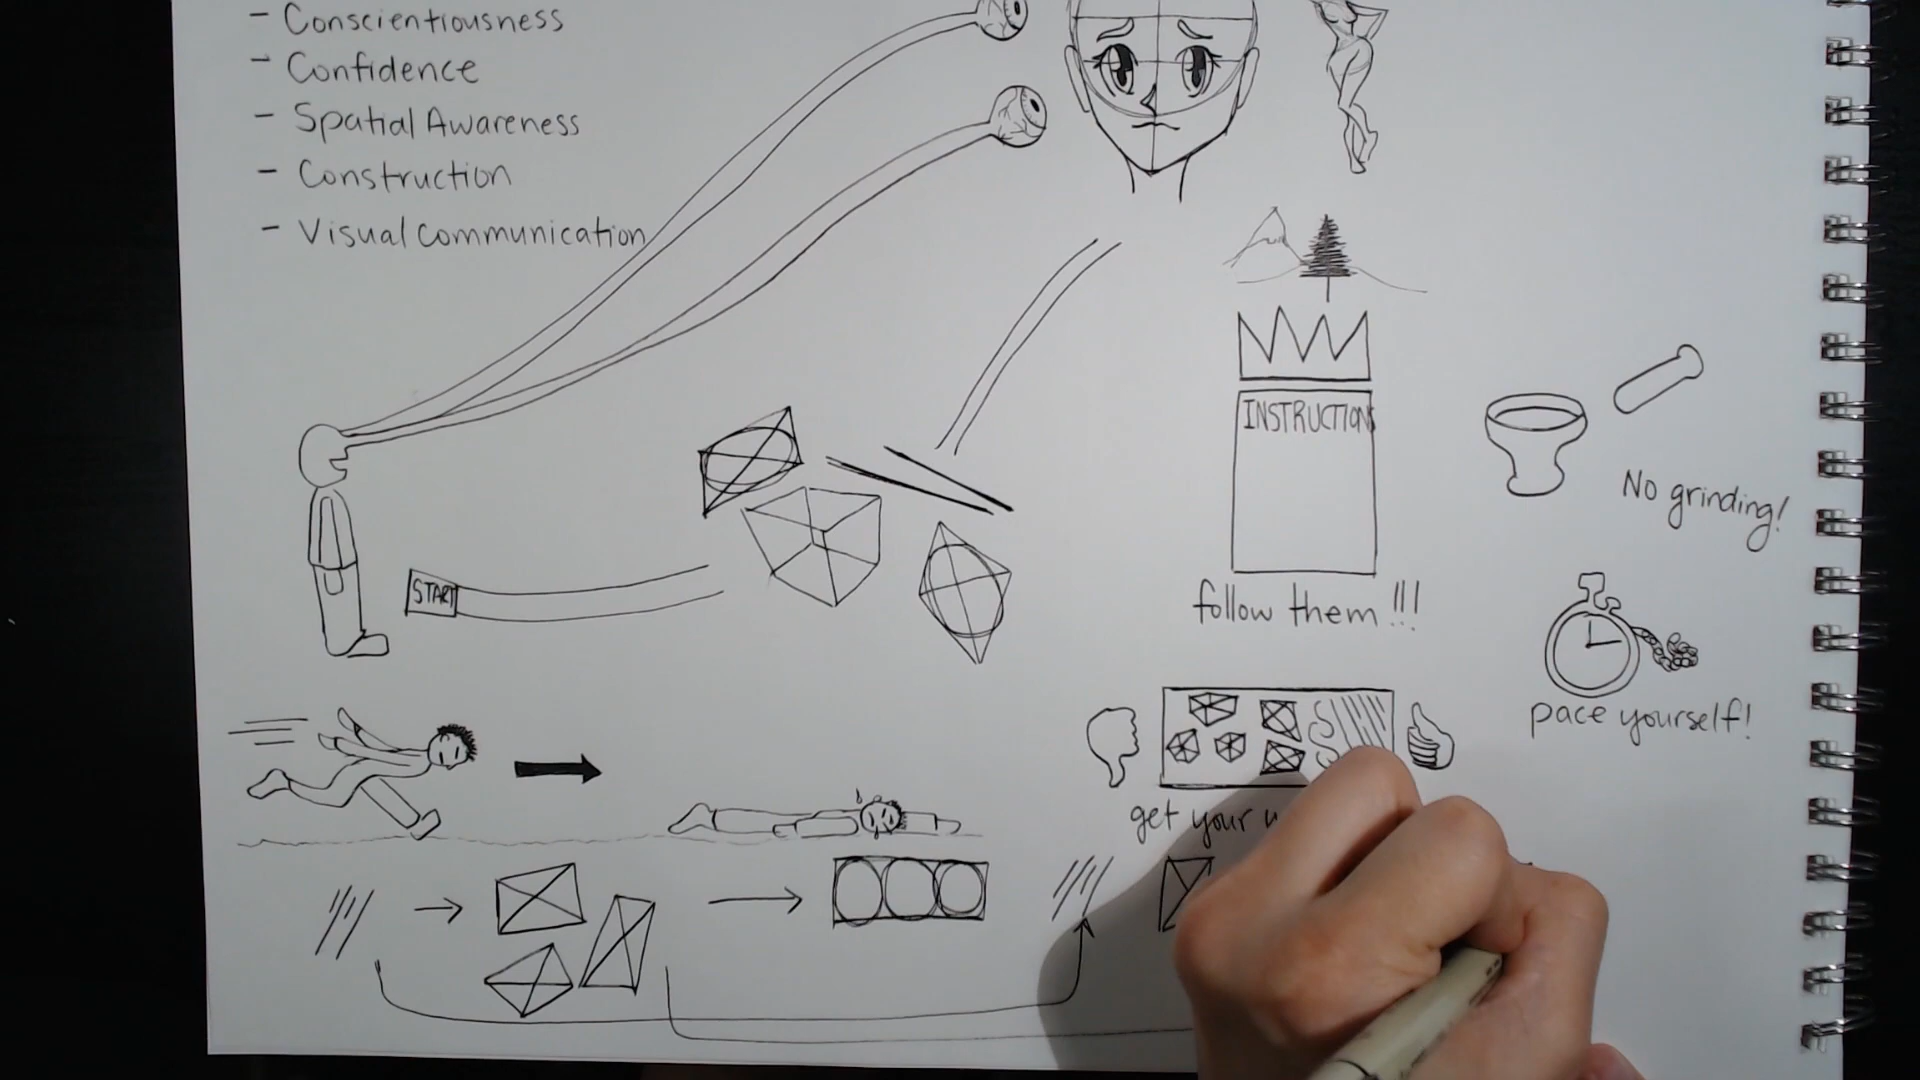 - Conscientiousness
- Confidence
- Spatial Awareness
- Construction
- Visual Communication
INSTRUCTIONS
No grinding!
START
follow them !!!
pace yourself!
get your